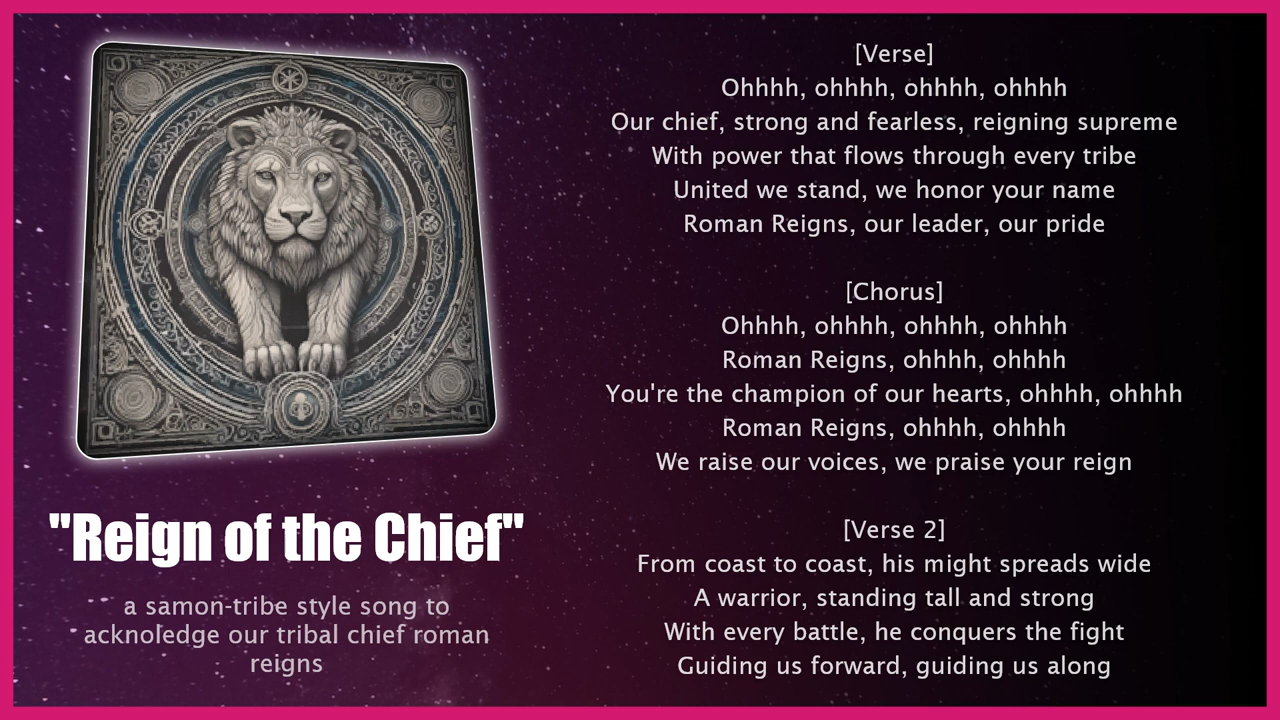 "Reign of the Chief"
a samon-tribe style song to
acknoledge our tribal chief roman
reigns
[Verse]
Ohhhh, ohhhh, ohhhh, ohhhh
Our chief, strong and fearless, reigning supreme
With power that flows through every tribe
United we stand, we honor your name
Roman Reigns, our leader, our pride
[Chorus]
Ohhhh, ohhhh, ohhhh, ohhhh
Roman Reigns, ohhhh, ohhhh
You're the champion of our hearts, ohhhh, ohhhh
Roman Reigns, ohhhh, ohhhh
We raise our voices, we praise your reign
[Verse 2]
From coast to coast, his might spreads wide
A warrior, standing tall and strong
With every battle, he conquers the fight
Guiding us forward, guiding us along